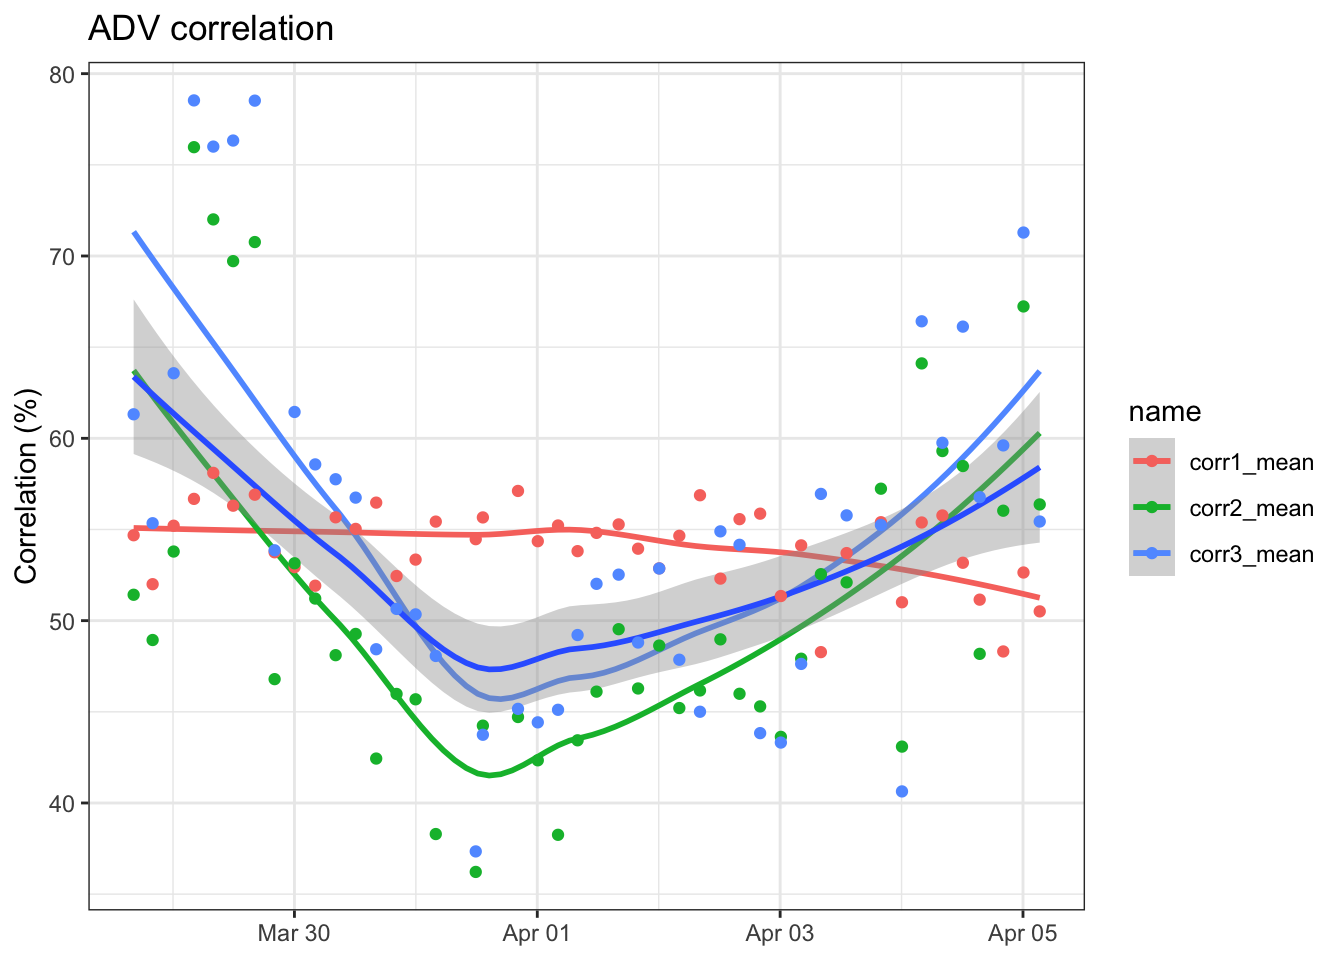 ADV correlation
80
70
60
50
40
Correlation (%)
Mar 30
Apr 01
Apr 03
Apr 05
name
corr1_mean
corr2_mean
corr3_mean